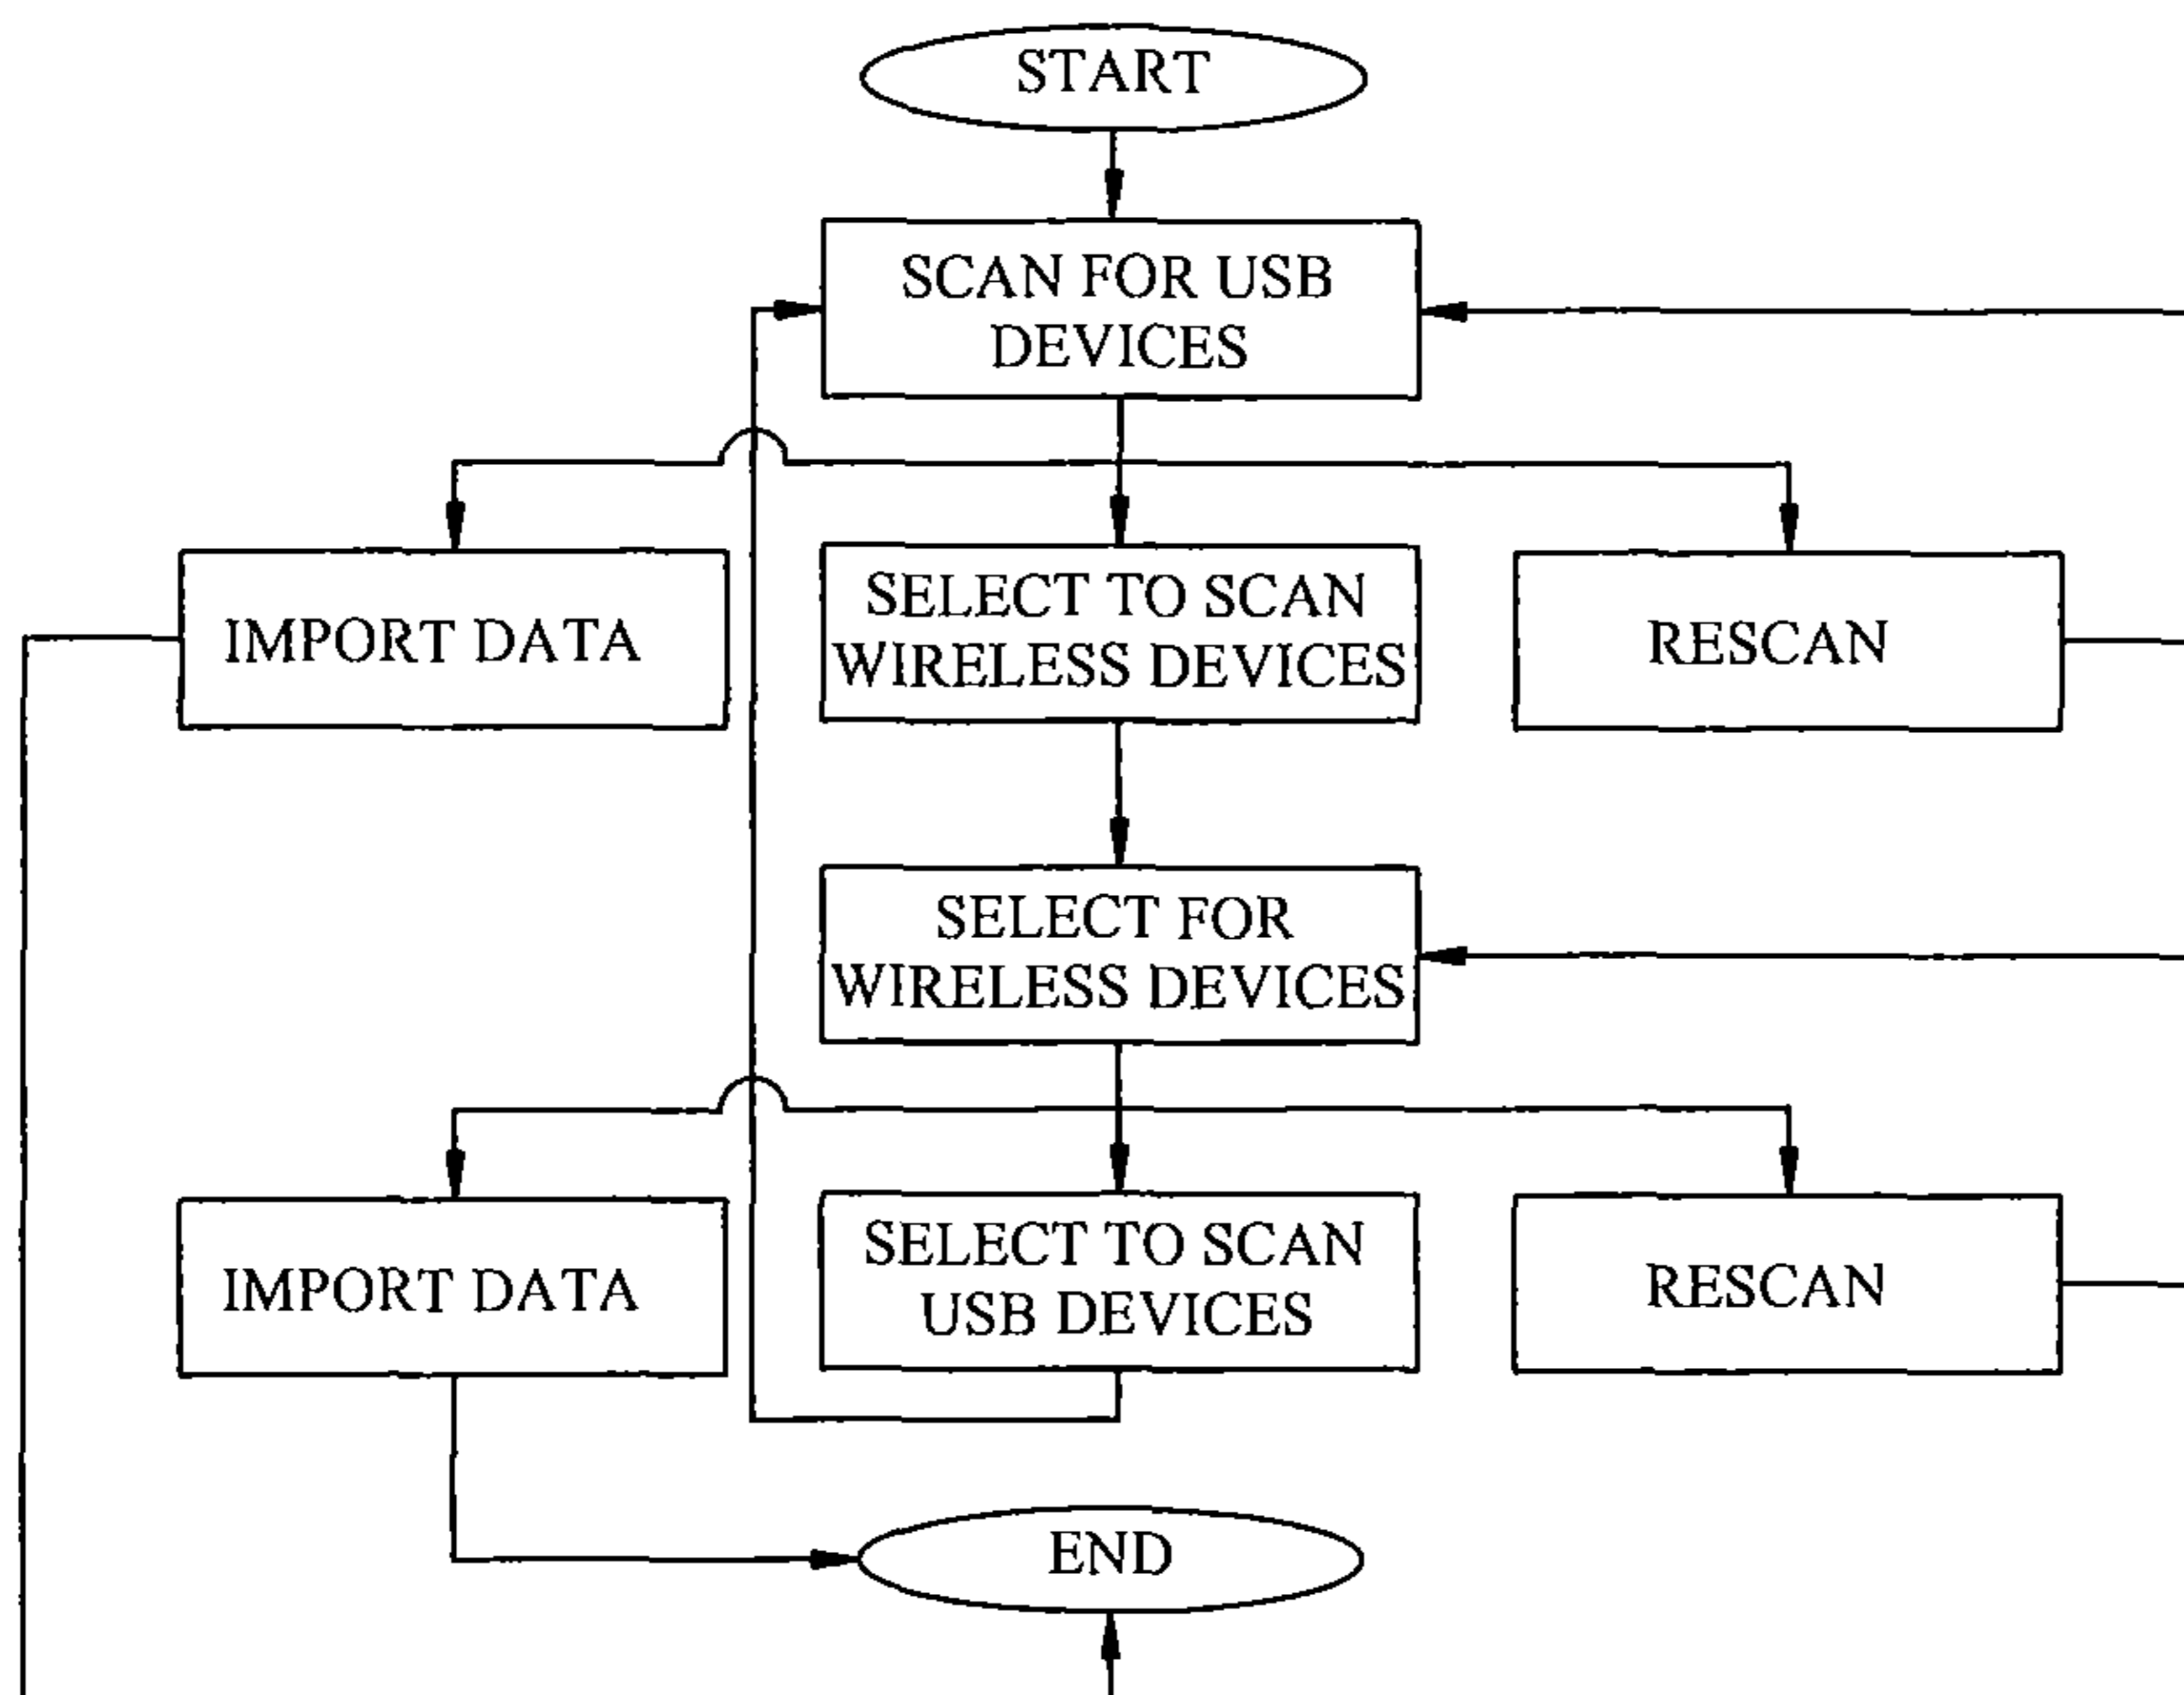 START
SCAN FOR USB
DEVICES
IMPORT DATA
SELECT TO SCAN
WIRELESS DEVICES
RESCAN
SELECT FOR
WIRELESS DEVICES
IMPORT DATA
SELECT TO SCAN
USB DEVICES
RESCAN
END